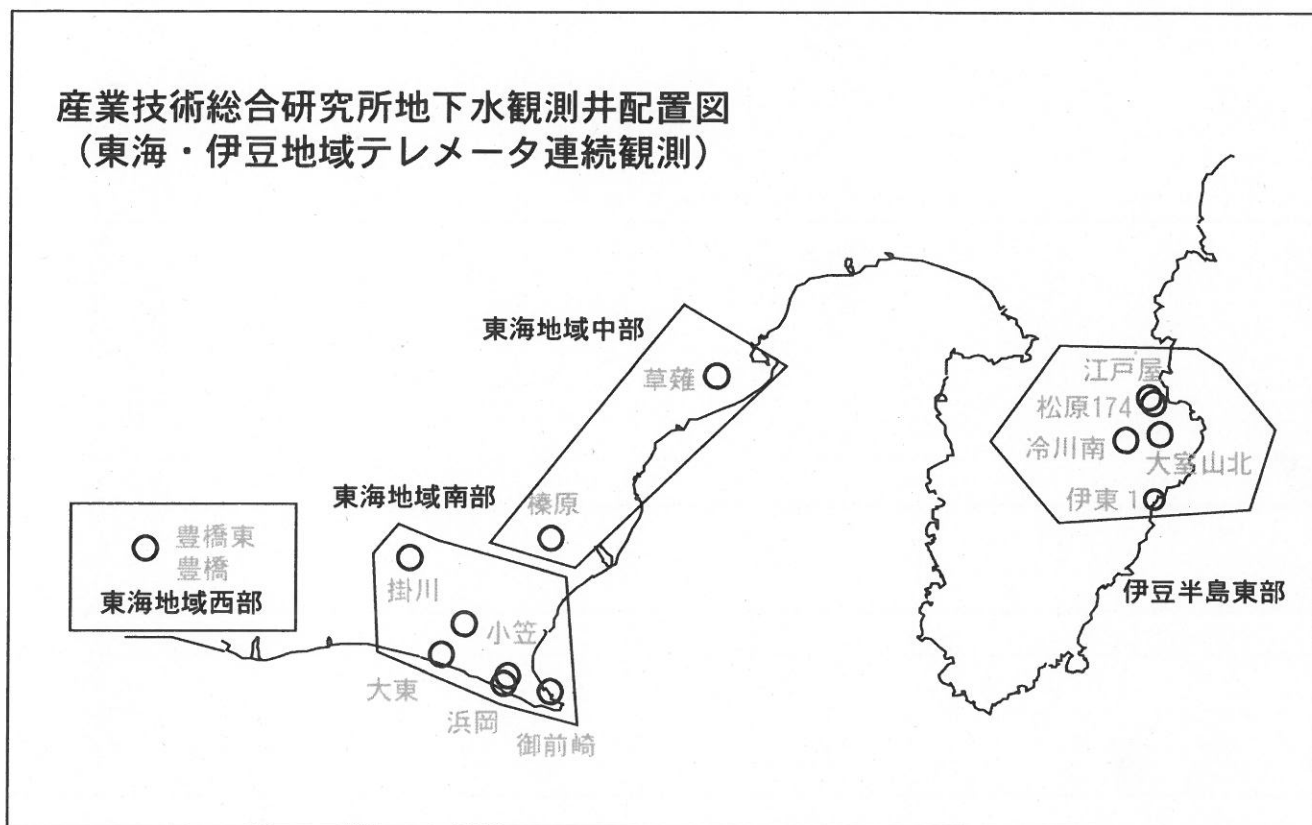 産業技術総合研究所地下水観測井配置図
（東海・伊豆地域テレメータ連続観測）
東海地域中部
草薙
榛原
東海地域南部
掛川
小笠
大東
浜岡
御前崎
豊橋東
豊橋
東海地域西部
江戸屋
松原174
冷川南
大室山北
伊東1
伊豆半島東部